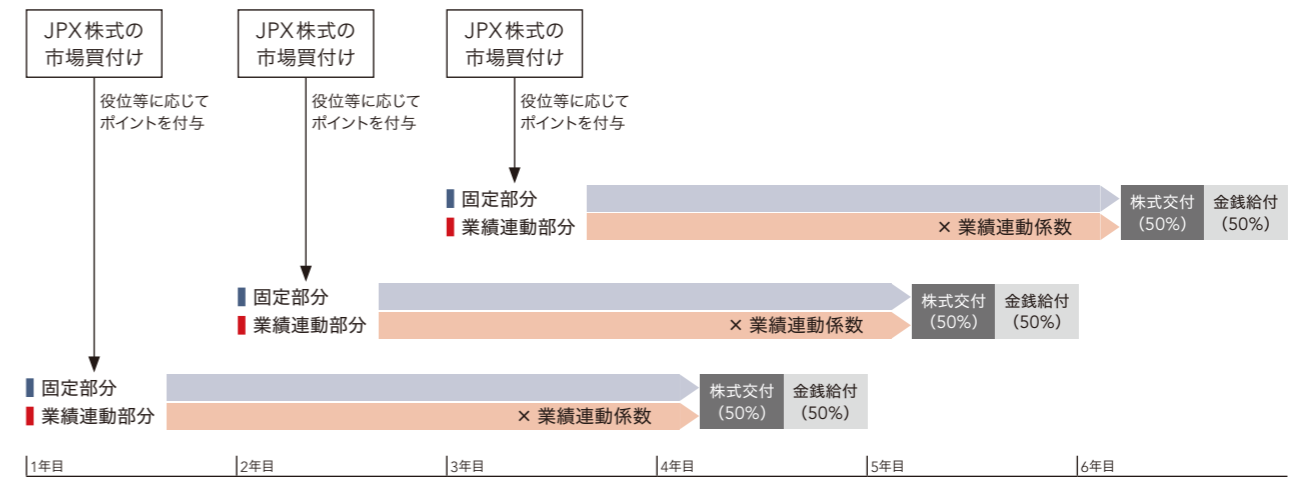 JPX株式の
市場買付け
JPX株式の
市場買付け
JPX株式の
市場買付け
役位等に応じて
ポイントを付与
役位等に応じて
ポイントを付与
役位等に応じて
ポイントを付与
固定部分
業績連動部分
× 業績連動係数
株式交付
(50%)
金銭給付
(50%)
固定部分
業績連動部分
× 業績連動係数
株式交付
(50%)
金銭給付
(50%)
固定部分
業績連動部分
× 業績連動係数
株式交付
(50%)
金銭給付
(50%)
1年目
2年目
3年目
4年目
5年目
6年目